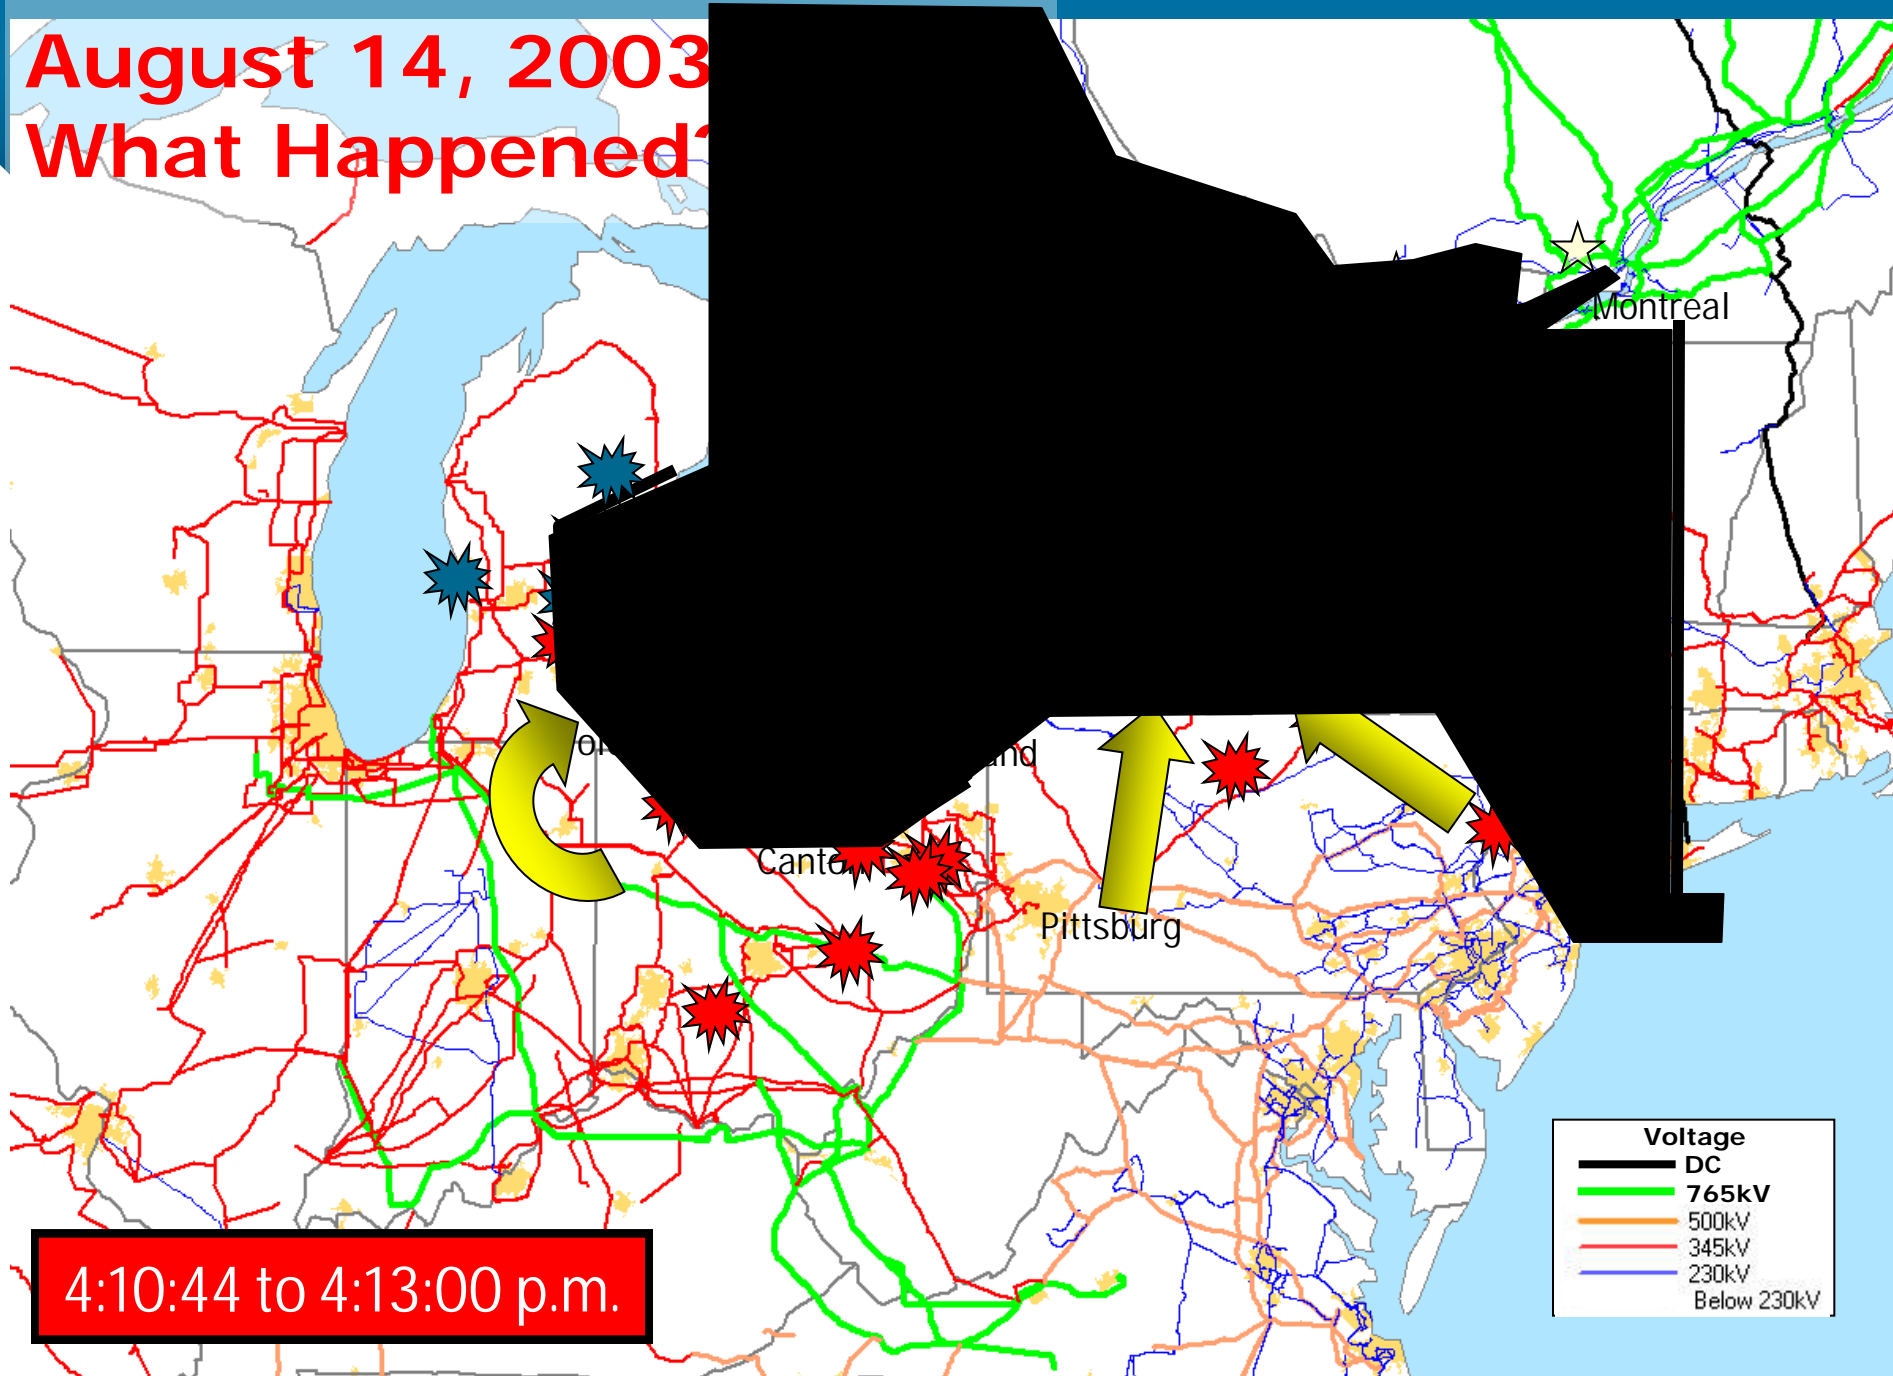 August 14, 2003
What Happened?
Montreal
Pittsburg
Voltage
DC
765kV
500kV
345kV
230kV
Below 230kV
4:10:44 to 4:13:00 p.m.